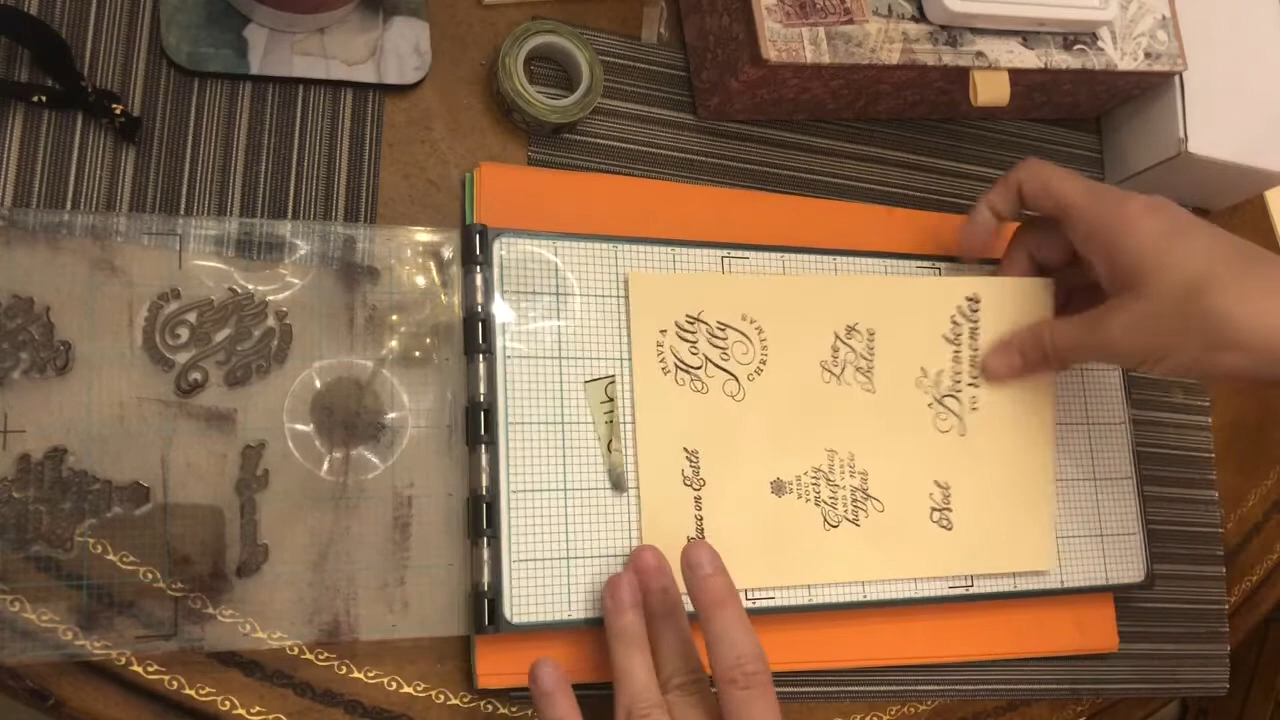 HAVE A
Holly
Jolly
CHRISTMAS
Love
Joy
Believe
A
December
TO Remember
Peace on Earth
WE
WISH
YOU A
merry
Christmas
AND A VERY
happy new
Year
Noel